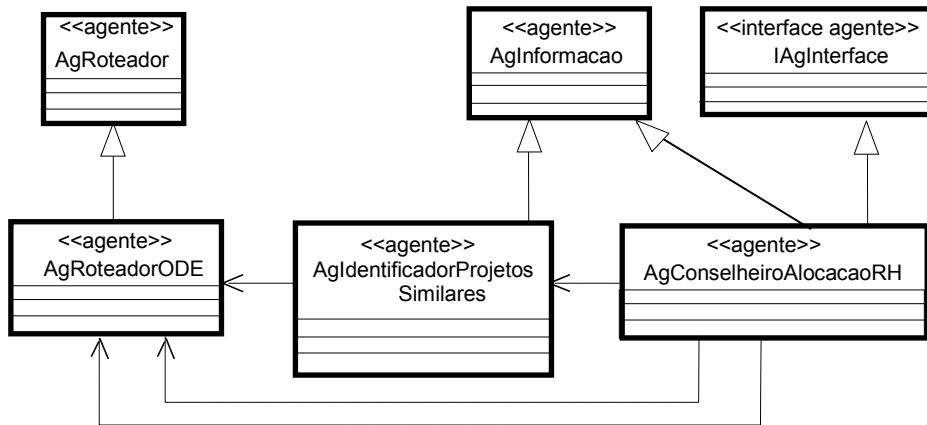 <<agente>>
AgRoteador
<<agente>>
AgInformacao
<<interface agente>>
IAgInterface
<<agente>>
AgRoteadorODE
<<agente>>
AgIdentificadorProjetos
Similares
<<agente>>
AgConselheiroAlocacaoRH